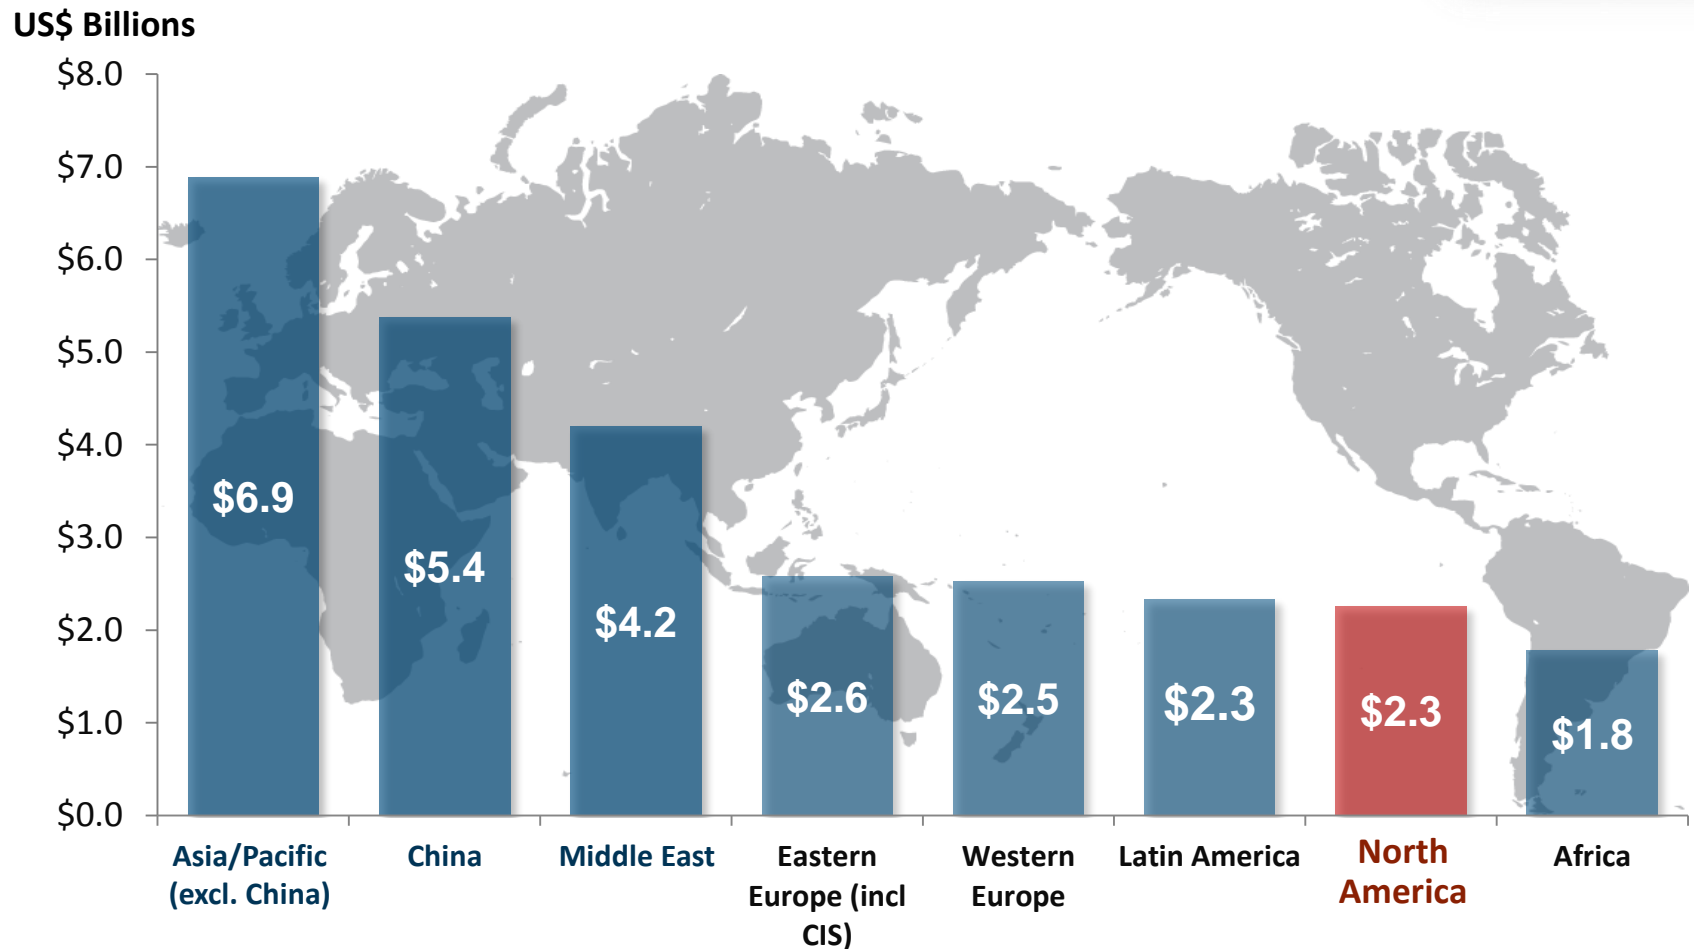 US$ Billions
$8.0
$7.0
$6.0
$5.0
$4.0
$3.0
$2.0
$1.0
$0.0
$6.9
$5.4
$4.2
$2.6
$2.5
$2.3
$2.3
$1.8
Asia/Pacific
(excl. China)
China
Middle East
Eastern
Europe (incl
CIS)
Western
Europe
Latin America
North
America
Africa